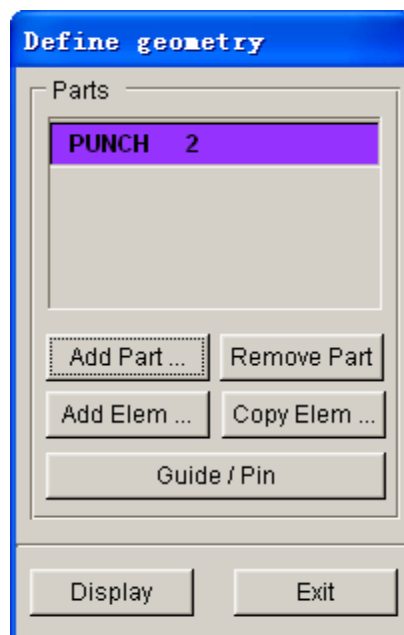 Define geometry
Parts
PUNCH 2
Add Part ... Remove Part
Add Elem ... Copy Elem ...
Guide / Pin
Display Exit